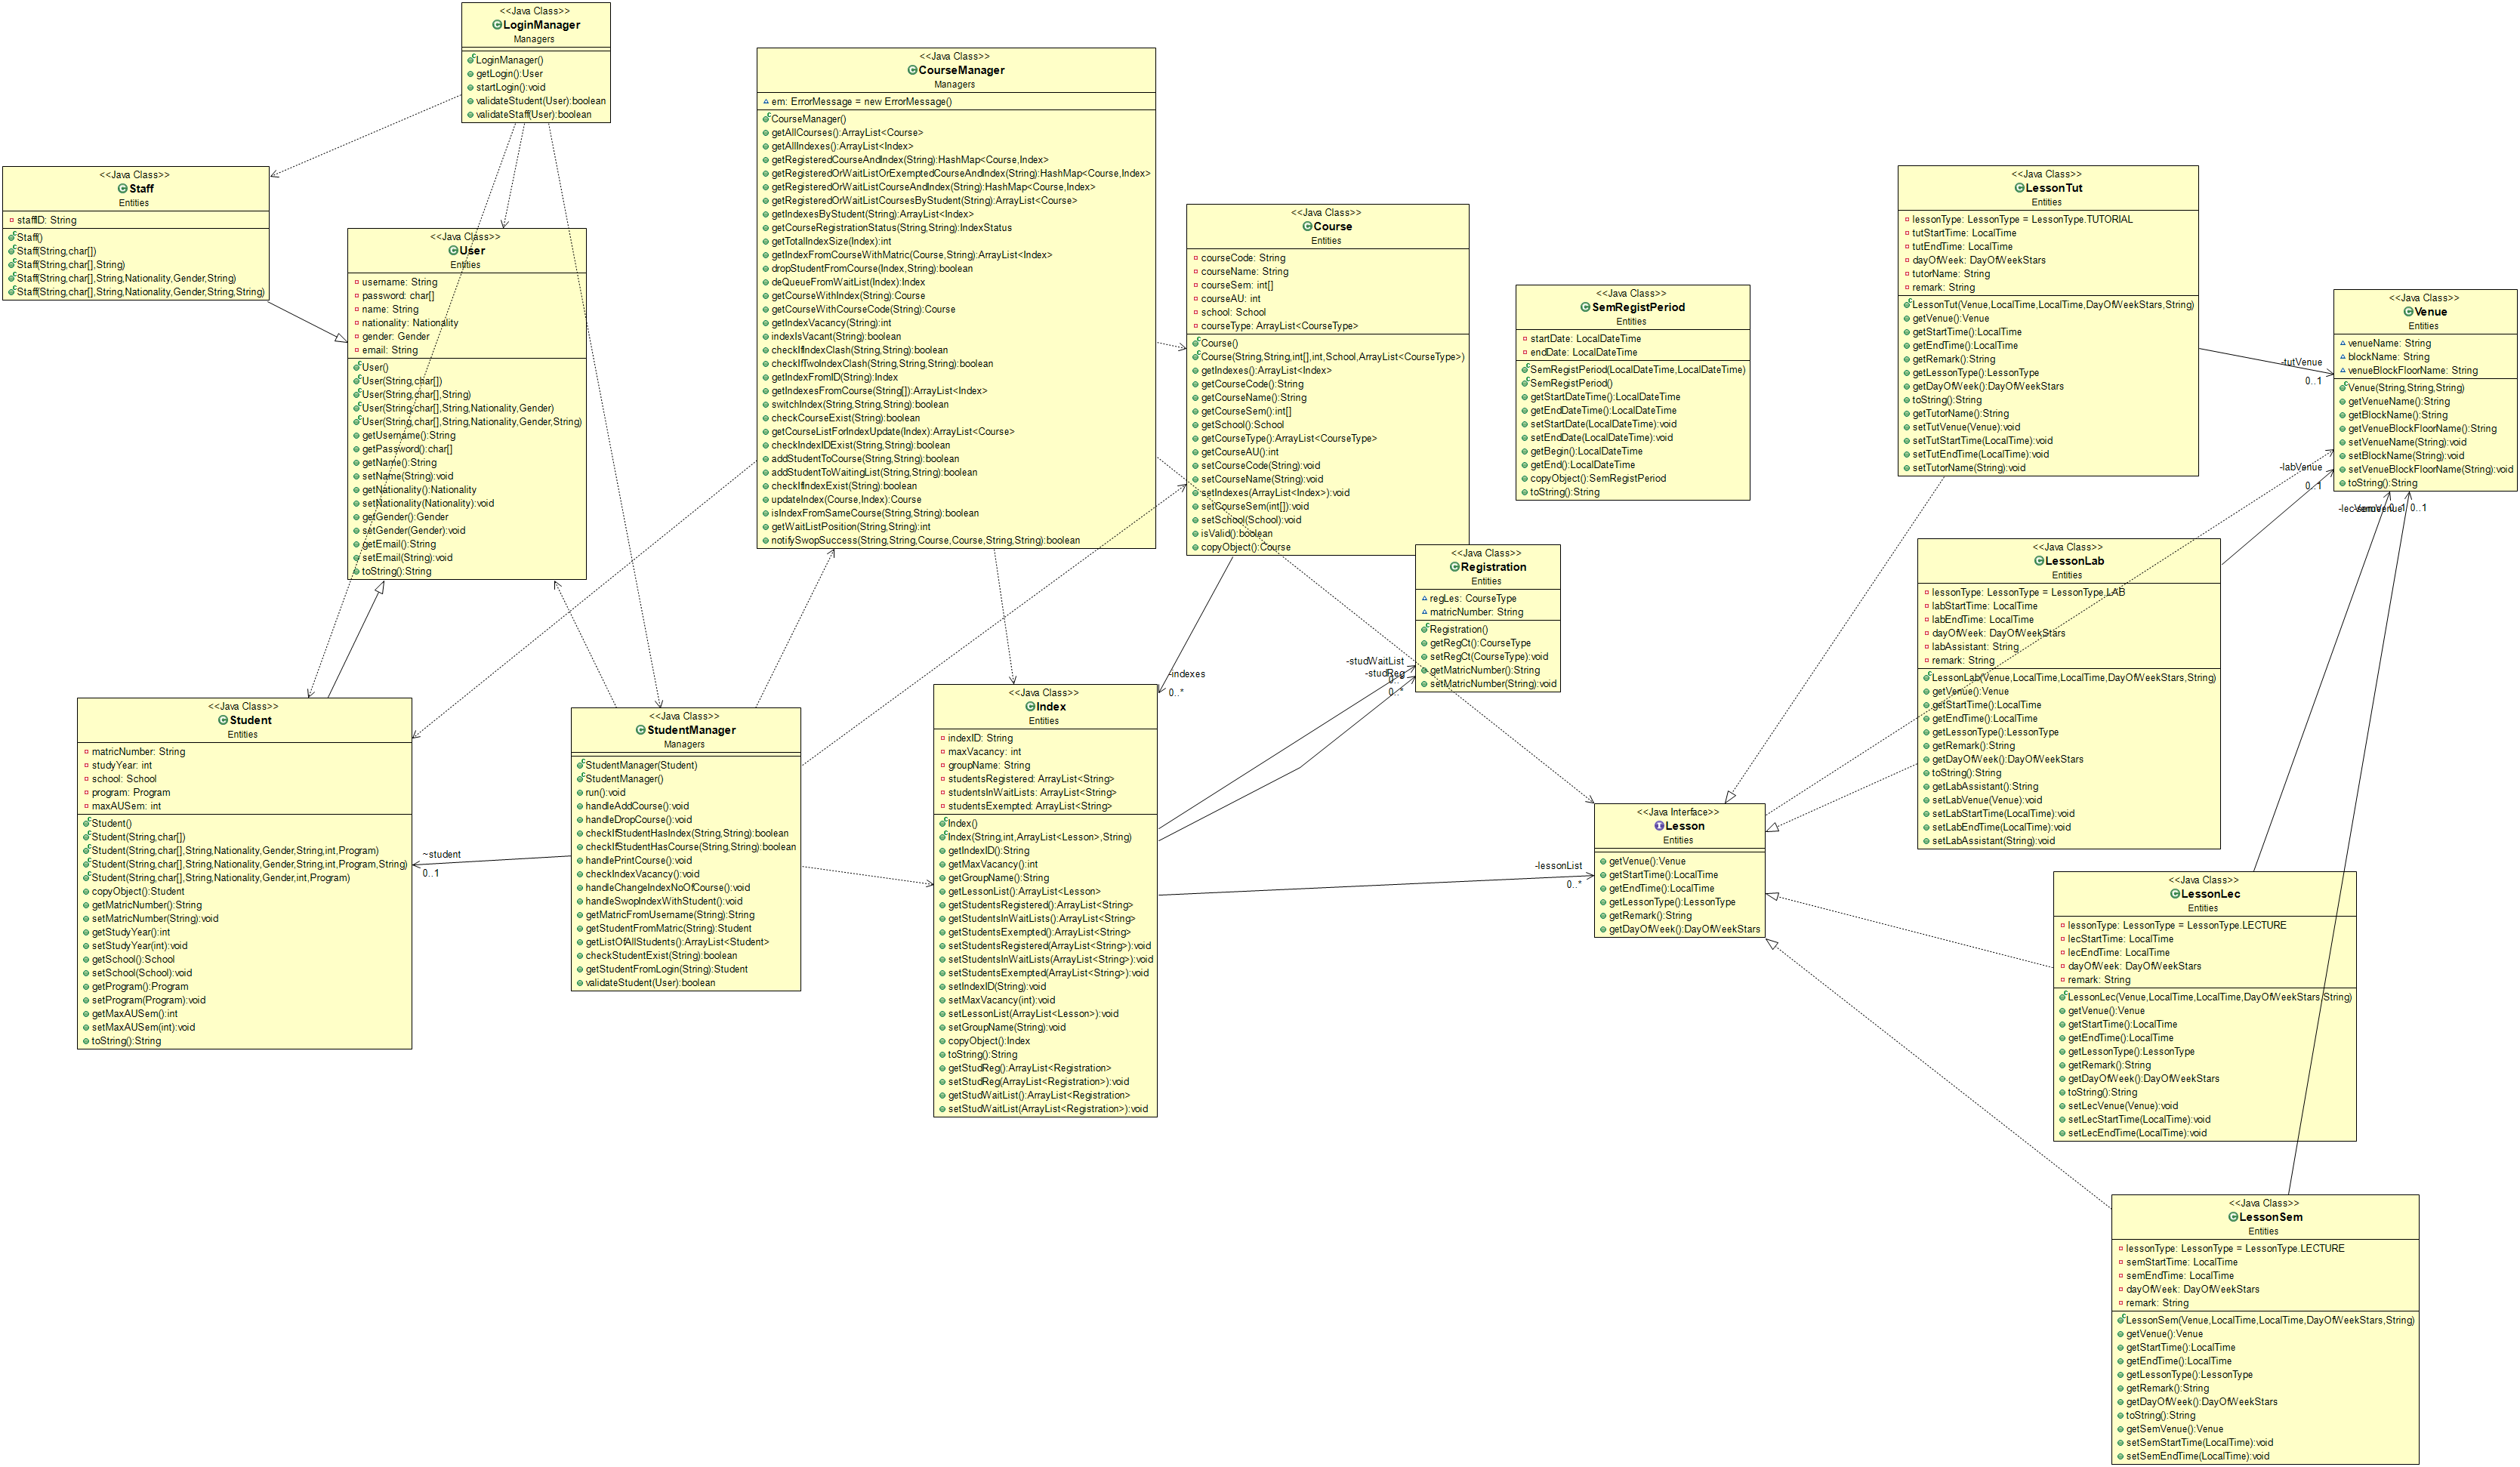 <<Java Class>>
LoginManager
Managers
LoginManager()
getLogin():User
startLogin():void
validateStudent(User):boolean
validateStaff(User):boolean
<<Java Class>>
Staff
Entities
staffID: String
Staff()
Staff(String,char[])
Staff(String,char[],String)
Staff(String,char[],String,Nationality,Gender,String)
Staff(String,char[],String,Nationality,Gender,String,String)
<<Java Class>>
User
Entities
username: String
password: char[]
name: String
nationality: Nationality
gender: Gender
email: String
User()
User(String,char[])
User(String,char[],String)
User(String,char[],String,Nationality,Gender)
User(String,char[],String,Nationality,Gender,String)
getUsername():String
getPassword():char[]
getName():String
setName(String):void
getNationality():Nationality
setNationality(Nationality):void
getGender():Gender
setGender(Gender):void
getEmail():String
setEmail(String):void
toString():String
<<Java Class>>
CourseManager
Managers
em: ErrorMessage = new ErrorMessage()
CourseManager()
getAllCourses():ArrayList<Course>
getAllIndexes():ArrayList<Index>
getRegisteredCourseAndIndex(String):HashMap<Course,Index>
getRegisteredOrWaitListOrExemptedCourseAndIndex(String):HashMap<Course,Index>
getRegisteredOrWaitListCourseAndIndex(String):HashMap<Course,Index>
getRegisteredOrWaitListCoursesByStudent(String):ArrayList<Course>
getIndexesByStudent(String):ArrayList<Index>
getCourseRegistrationStatus(String,String):IndexStatus
getTotalIndexSize(Index):int
getIndexFromCourseWithMatric(Course,String):ArrayList<Index>
dropStudentFromCourse(Index,String):boolean
deQueueFromWaitList(Index):Index
getCourseWithIndex(String):Course
getCourseWithCourseCode(String):Course
getIndexVacancy(String):int
indexIsVacant(String):boolean
checkIfIndexClash(String,String):boolean
checkIfTwoIndexClash(String,String,String):boolean
getIndexFromID(String):Index
getIndexesFromCourse(String[]):ArrayList<Index>
switchIndex(String,String,String):boolean
checkCourseExist(String):boolean
getCourseListForIndexUpdate(Index):ArrayList<Course>
checkIndexIDExist(String,String):boolean
addStudentToCourse(String,String):boolean
addStudentToWaitingList(String,String):boolean
checkIfIndexExist(String):boolean
updateIndex(Course,Index):Course
isIndexFromSameCourse(String,String):boolean
getWaitListPosition(String,String):int
notifySwopSuccess(String,String,Course,Course,String,String):boolean
<<Java Class>>
Course
Entities
courseCode: String
courseName: String
courseSem: int[]
courseAU: int
school: School
courseType: ArrayList<CourseType>
Course()
Course(String,String,int[],int,School,ArrayList<CourseType>)
getIndexes():ArrayList<Index>
getCourseCode():String
getCourseName():String
getCourseSem():int[]
getSchool():School
getCourseType():ArrayList<CourseType>
getCourseAU():int
setCourseCode(String):void
setCourseName(String):void
setIndexes(ArrayList<Index>):void
setCourseSem(int[]):void
setSchool(School):void
isValid():boolean
copyObject():Course
<<Java Class>>
SemRegistPeriod
Entities
startDate: LocalDateTime
endDate: LocalDateTime
SemRegistPeriod(LocalDateTime,LocalDateTime)
SemRegistPeriod()
getStartDateTime():LocalDateTime
getEndDateTime():LocalDateTime
setStartDate(LocalDateTime):void
setEndDate(LocalDateTime):void
getBegin():LocalDateTime
getEnd():LocalDateTime
copyObject():SemRegistPeriod
toString():String
<<Java Class>>
LessonTut
Entities
lessonType: LessonType = LessonType.TUTORIAL
tutStartTime: LocalTime
tutEndTime: LocalTime
dayOfWeek: DayOfWeekStars
tutorName: String
remark: String
LessonTut(Venue,LocalTime,LocalTime,DayOfWeekStars,String)
getVenue():Venue
getStartTime():LocalTime
getEndTime():LocalTime
getRemark():String
getLessonType():LessonType
getDayOfWeek():DayOfWeekStars
toString():String
getTutorName():String
setTutVenue(Venue):void
setTutStartTime(LocalTime):void
setTutEndTime(LocalTime):void
setTutorName(String):void
<<Java Class>>
Venue
Entities
venueName: String
blockName: String
venueBlockFloorName: String
Venue(String,String,String)
getVenueName():String
getBlockName():String
getVenueBlockFloorName():String
setVenueName(String):void
setBlockName(String):void
setVenueBlockFloorName(String):void
toString():String
-tutVenue
0..1
-labVenue
0..1
0..1
<<Java Class>>
Registration
Entities
regLes: CourseType
matricNumber: String
Registration()
getRegCt():CourseType
setRegCt(CourseType):void
getMatricNumber():String
setMatricNumber(String):void
-studWaitList
-studReg
0..*
-indexes
0..*
<<Java Class>>
LessonLab
Entities
lessonType: LessonType = LessonType.LAB
labStartTime: LocalTime
labEndTime: LocalTime
dayOfWeek: DayOfWeekStars
labAssistant: String
remark: String
LessonLab(Venue,LocalTime,LocalTime,DayOfWeekStars,String)
getVenue():Venue
getStartTime():LocalTime
getEndTime():LocalTime
getLessonType():LessonType
getRemark():String
getDayOfWeek():DayOfWeekStars
toString():String
getLabAssistant():String
setLabVenue(Venue):void
setLabStartTime(LocalTime):void
setLabEndTime(LocalTime):void
setLabAssistant(String):void
<<Java Class>>
Student
Entities
matricNumber: String
studyYear: int
school: School
program: Program
maxAUSem: int
Student()
Student(String,char[])
Student(String,char[],String,Nationality,Gender,String,int,Program)
Student(String,char[],String,Nationality,Gender,String,int,Program,String)
Student(String,char[],String,Nationality,Gender,int,Program)
copyObject():Student
getMatricNumber():String
setMatricNumber(String):void
getStudyYear():int
setStudyYear(int):void
getSchool():School
setSchool(School):void
getProgram():Program
setProgram(Program):void
getMaxAUSem():int
setMaxAUSem(int):void
toString():String
~student
0..1
<<Java Class>>
StudentManager
Managers
StudentManager(Student)
StudentManager()
run():void
handleAddCourse():void
handleDropCourse():void
checkIfStudentHasIndex(String,String):boolean
checkIfStudentHasCourse(String,String):boolean
handlePrintCourse():void
checkIndexVacancy():void
handleChangeIndexNoOfCourse():void
handleSwopIndexWithStudent():void
getMatricFromUsername(String):String
getStudentFromMatric(String):Student
getListOfAllStudents():ArrayList<Student>
checkStudentExist(String):boolean
getStudentFromLogin(String):Student
validateStudent(User):boolean
<<Java Class>>
Index
Entities
indexID: String
maxVacancy: int
groupName: String
studentsRegistered: ArrayList<String>
studentsInWaitLists: ArrayList<String>
studentsExempted: ArrayList<String>
Index()
Index(String,int,ArrayList<Lesson>,String)
getIndexID():String
getMaxVacancy():int
getGroupName():String
getLessonList():ArrayList<Lesson>
getStudentsRegistered():ArrayList<String>
getStudentsInWaitLists():ArrayList<String>
getStudentsExempted():ArrayList<String>
setStudentsRegistered(ArrayList<String>):void
setStudentsInWaitLists(ArrayList<String>):void
setStudentsExempted(ArrayList<String>):void
setIndexID(String):void
setMaxVacancy(int):void
setLessonList(ArrayList<Lesson>):void
setGroupName(String):void
copyObject():Index
toString():String
getStudReg():ArrayList<Registration>
setStudReg(ArrayList<Registration>):void
getStudWaitList():ArrayList<Registration>
setStudWaitList(ArrayList<Registration>):void
-lessonList
0..*
<<Java Interface>>
Lesson
Entities
getVenue():Venue
getStartTime():LocalTime
getEndTime():LocalTime
getLessonType():LessonType
getRemark():String
getDayOfWeek():DayOfWeekStars
<<Java Class>>
LessonLec
Entities
lessonType: LessonType = LessonType.LECTURE
lecStartTime: LocalTime
lecEndTime: LocalTime
dayOfWeek: DayOfWeekStars
remark: String
LessonLec(Venue,LocalTime,LocalTime,DayOfWeekStars,String)
getVenue():Venue
getStartTime():LocalTime
getEndTime():LocalTime
getLessonType():LessonType
getRemark():String
getDayOfWeek():DayOfWeekStars
toString():String
setLecVenue(Venue):void
setLecStartTime(LocalTime):void
setLecEndTime(LocalTime):void
<<Java Class>>
LessonSem
Entities
lessonType: LessonType = LessonType.LECTURE
semStartTime: LocalTime
semEndTime: LocalTime
dayOfWeek: DayOfWeekStars
remark: String
LessonSem(Venue,LocalTime,LocalTime,DayOfWeekStars,String)
getVenue():Venue
getStartTime():LocalTime
getEndTime():LocalTime
getLessonType():LessonType
getRemark():String
getDayOfWeek():DayOfWeekStars
toString():String
getSemVenue():Venue
setSemStartTime(LocalTime):void
setSemEndTime(LocalTime):void